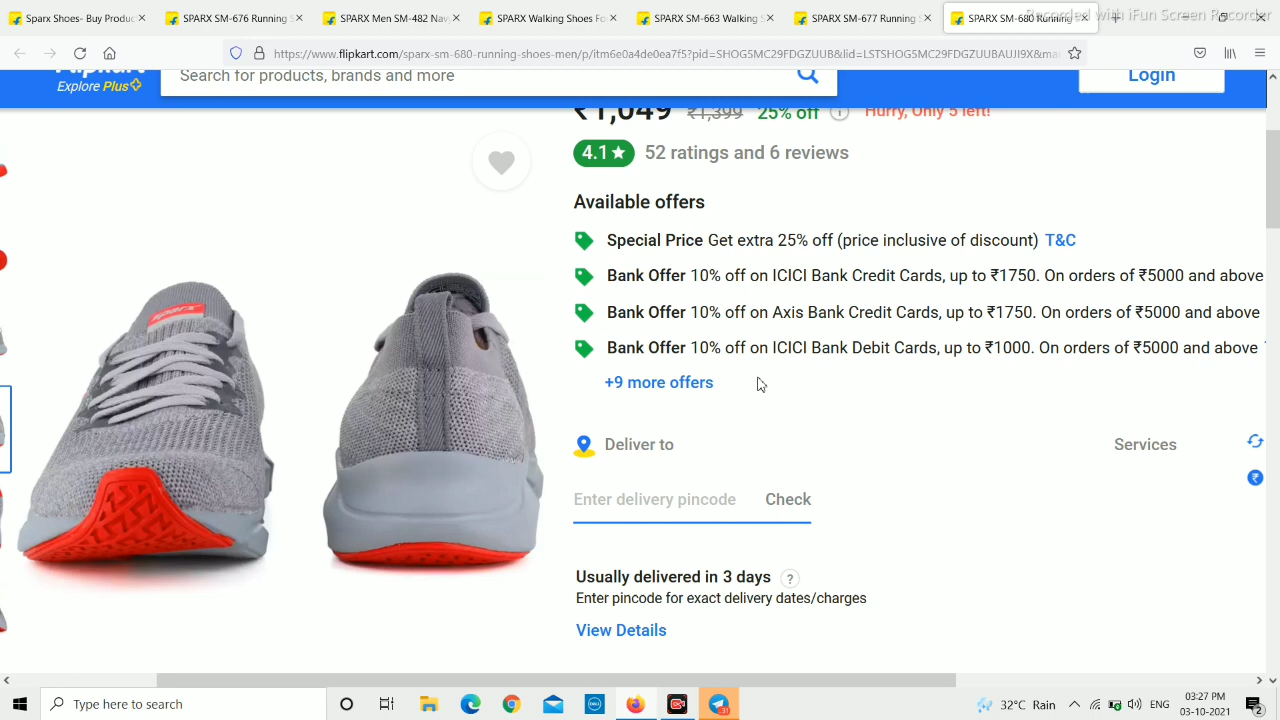 Sparx Shoes- Buy Produc
SPARX SM-676 Running S
SPARX Men SM-482 Nav
SPARX Walking Shoes Fo
SPARX SM-663 Walking S
SPARX SM-677 Running
SPARX SM-680 Running
Recorded with iFun Screen Recorder
https://www.flipkart.com/sparx-sm-680-running-shoes-men/p/itm6e0a4de0ea7f5?pid=SHOG5MC29FDGZUUB&lid=LSTSHOG5MC29FDGZUUBAUJI9X&ma
Flipkart
Explore Plus
Search for products, brands and more
Login
₹1,049 ₹1,399 25% off i Hurry, Only 5 left!
4.1★ 52 ratings and 6 reviews
Available offers
Special Price Get extra 25% off (price inclusive of discount) T&C
Bank Offer 10% off on ICICI Bank Credit Cards, up to ₹1750. On orders of ₹5000 and above
Bank Offer 10% off on Axis Bank Credit Cards, up to ₹1750. On orders of ₹5000 and above
Bank Offer 10% off on ICICI Bank Debit Cards, up to ₹1000. On orders of ₹5000 and above
+9 more offers
sparx
Deliver to
Services
₹
Enter delivery pincode Check
Usually delivered in 3 days ?
Enter pincode for exact delivery dates/charges
View Details
Type here to search
DELL
31
32°C Rain
ENG
03:27 PM
03-10-2021
2